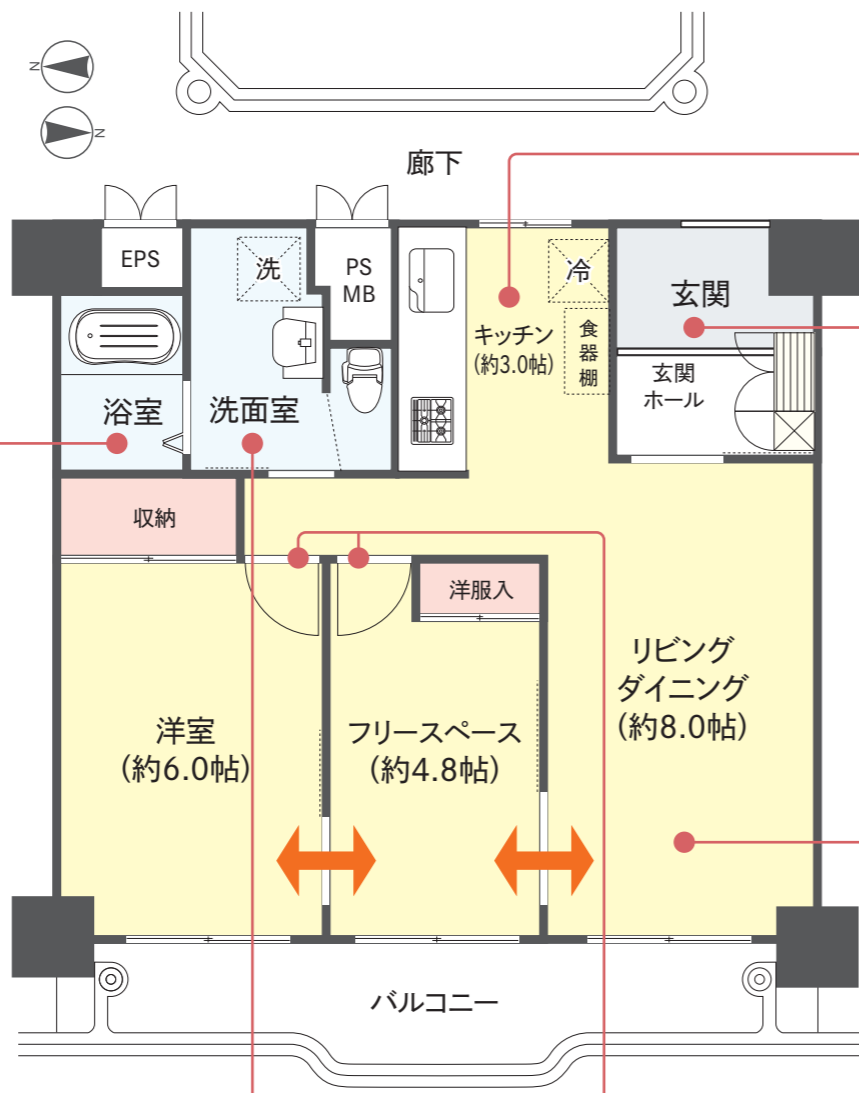 N
N
廊下
EPS
洗
PS
MB
冷
食器棚
キッチン
(約3.0帖)
玄関
玄関
ホール
浴室
洗面室
収納
洋服入
リビング
ダイニング
(約8.0帖)
洋室
(約6.0帖)
フリースペース
(約4.8帖)
バルコニー